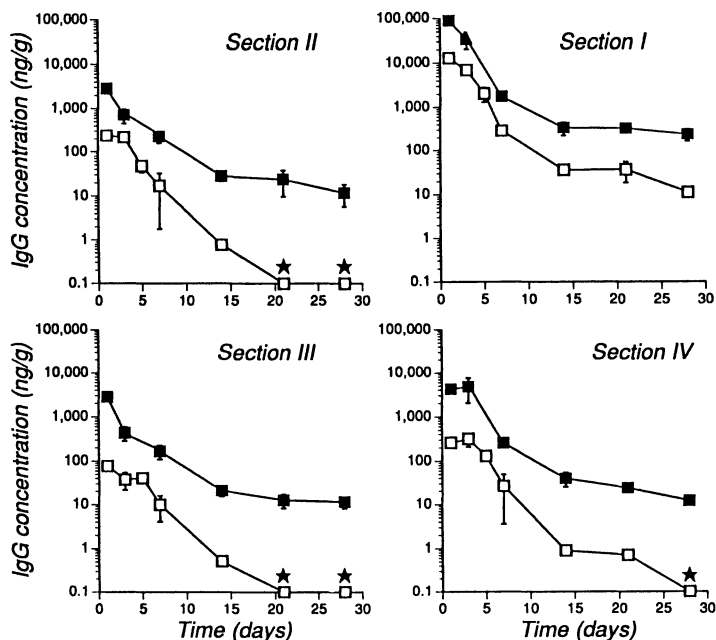 IgG concentration (ng/g)
Section II
100,000
10,000
1,000
100
10
1
0.1
0 5 10 15 20 25 30
Section I
100,000
10,000
1,000
100
10
1
0.1
0 5 10 15 20 25 30
IgG concentration (ng/g)
Section III
100,000
10,000
1,000
100
10
1
0.1
0 5 10 15 20 25 30
Time (days)
Section IV
100,000
10,000
1,000
100
10
1
0.1
0 5 10 15 20 25 30
Time (days)